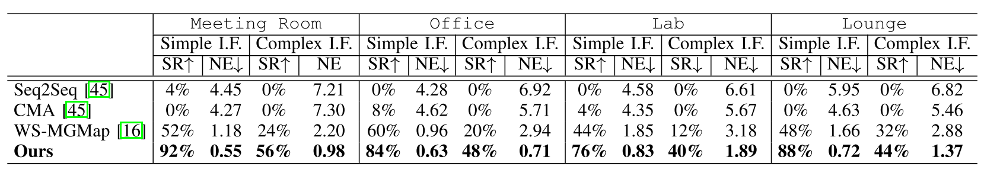 Meeting Room Office Lab Lounge
Simple I.F. Complex I.F. Simple I.F. Complex I.F. Simple I.F. Complex I.F. Simple I.F. Complex I.F.
SR↑ NE↓ SR↑ NE SR↑ NE↓ SR↑ NE↓ SR↑ NE↓ SR↓ NE↓ SR↑ NE↓ SR↑ NE↓
Seq2Seq [45] 4% 4.45 0% 7.21 0% 4.28 0% 6.92 0% 4.58 0% 6.61 0% 5.95 0% 6.82
CMA [45] 0% 4.27 0% 7.30 8% 4.62 0% 5.71 4% 4.35 0% 5.67 0% 4.63 0% 5.46
WS-MGMap [16] 52% 1.18 24% 2.20 60% 0.96 20% 2.94 44% 1.85 12% 3.18 48% 1.66 32% 2.88
Ours 92% 0.55 56% 0.98 84% 0.63 48% 0.71 76% 0.83 40% 1.89 88% 0.72 44% 1.37